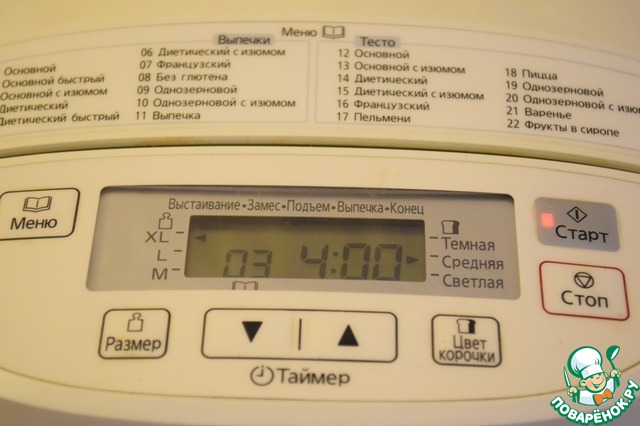 Меню
Выпечки
Основной
Основной быстрый
Основной с изюмом
Диетический
Диетический быстрый
06 Диетический с изюмом
07 Французский
08 Без глютена
09 Однозерновой
10 Однозерновой с изюмом
11 Выпечка
Тесто
12 Основной
13 Основной с изюмом
14 Диетический
15 Диетический с изюмом
16 Французский
17 Пельмени
18 Пицца
19 Однозерновой
20 Однозерновой с изюм
21 Варенье
22 Фрукты в сиропе
Меню
Выстаивание•Замес•Подъем•Выпечка•Конец
XL
L
M
03 4:00
Темная
Средняя
Светлая
Старт
Стоп
Размер
Таймер
Цвет
корочки
ПОВАРЁНОК.РУ